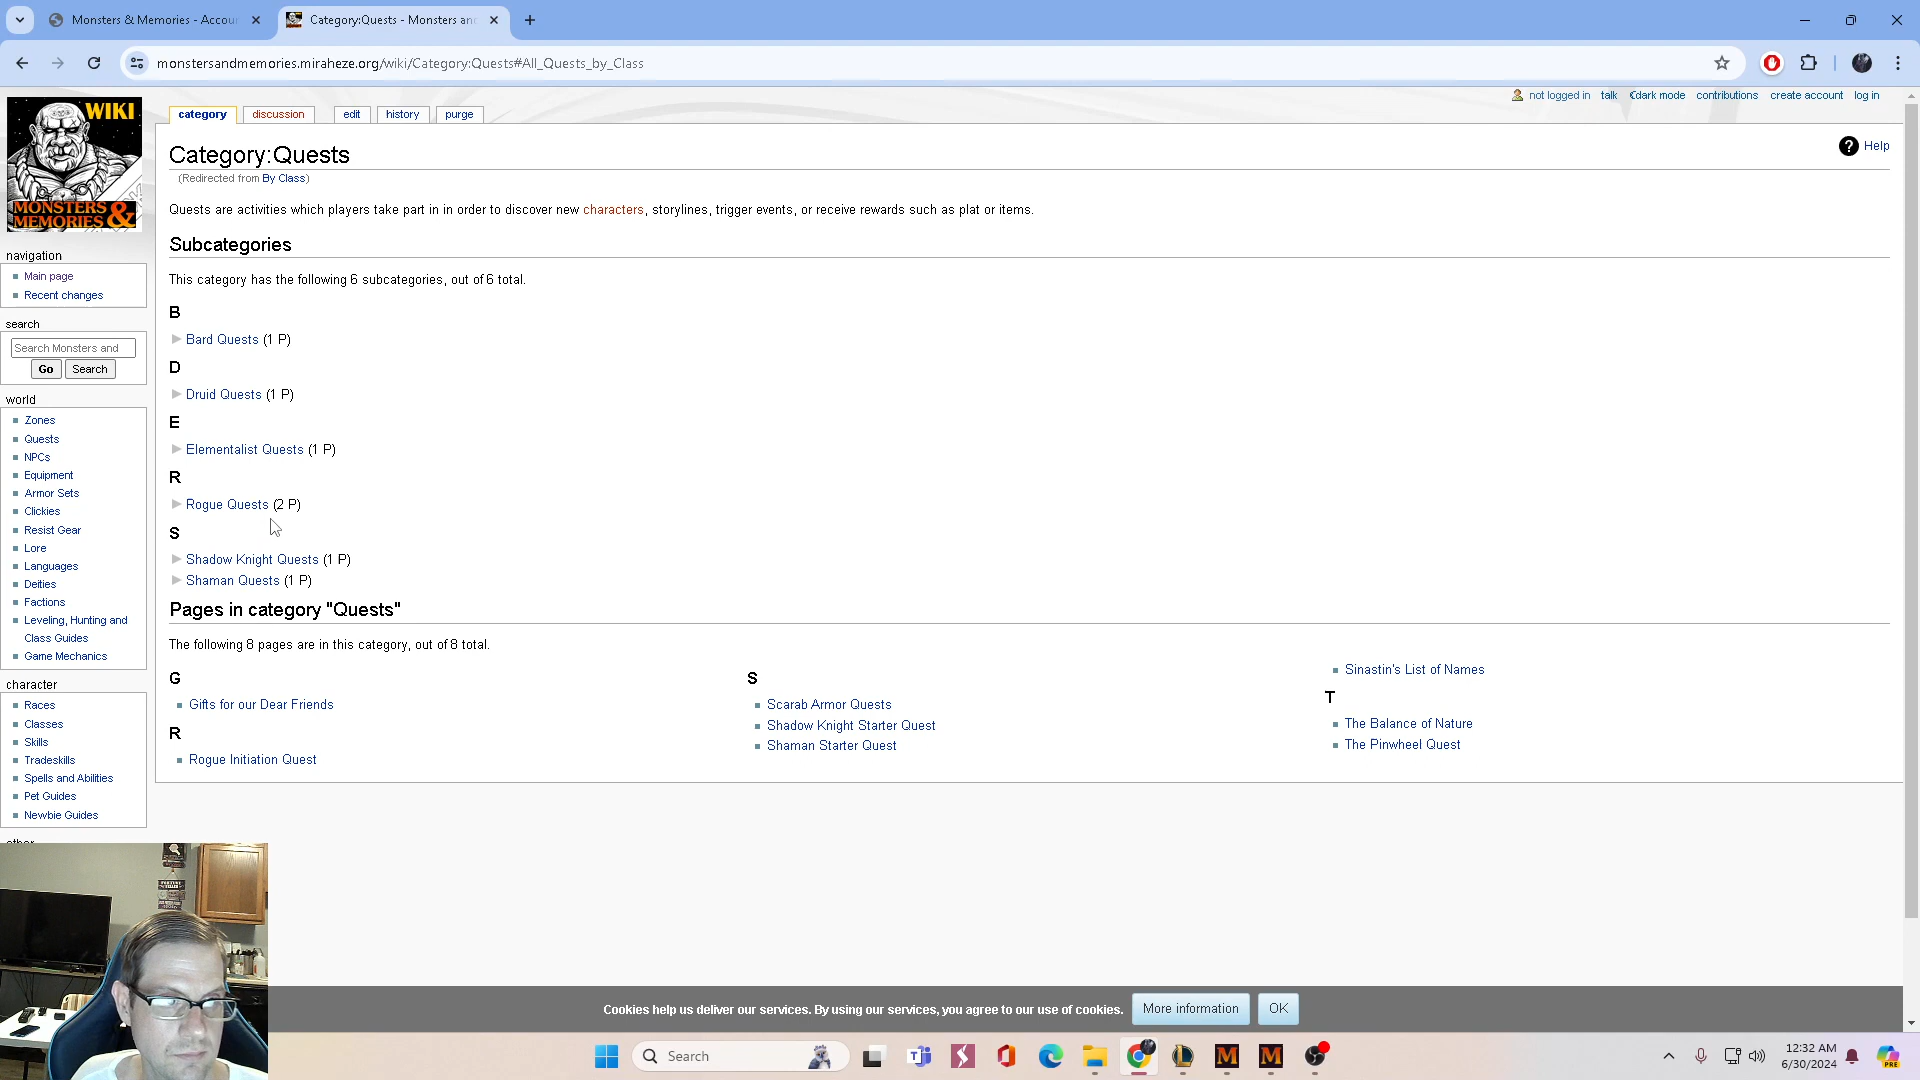 Monsters & Memories - Accou
Category:Quests - Monsters an
monstersandmemories.miraheze.org/wiki/Category:Quests#All_Quests_by_Class
not logged in talk dark mode contributions create account log in
WIKI
MONSTERS & MEMORIES
category discussion edit history purge
Category:Quests
Help
(Redirected from By Class)
Quests are activities which players take part in in order to discover new characters, storylines, trigger events, or receive rewards such as plat or items.
Subcategories
This category has the following 6 subcategories, out of 6 total.
B
Bard Quests (1 P)
D
Druid Quests (1 P)
E
Elementalist Quests (1 P)
R
Rogue Quests (2 P)
S
Shadow Knight Quests (1 P)
Shaman Quests (1 P)
Pages in category "Quests"
The following 8 pages are in this category, out of 8 total.
G
Gifts for our Dear Friends
R
Rogue Initiation Quest
S
Scarab Armor Quests
Shadow Knight Starter Quest
Shaman Starter Quest
Sinastin's List of Names
T
The Balance of Nature
The Pinwheel Quest
navigation
Main page
Recent changes
search
Search Monsters and
Go Search
world
Zones
Quests
NPCs
Equipment
Armor Sets
Clickies
Resist Gear
Lore
Languages
Deities
Factions
Leveling, Hunting and
Class Guides
Game Mechanics
character
Races
Classes
Skills
Tradeskills
Spells and Abilities
Pet Guides
Newbie Guides
other
Cookies help us deliver our services. By using our services, you agree to our use of cookies. More information OK
Search
12:32 AM
6/30/2024
PRE